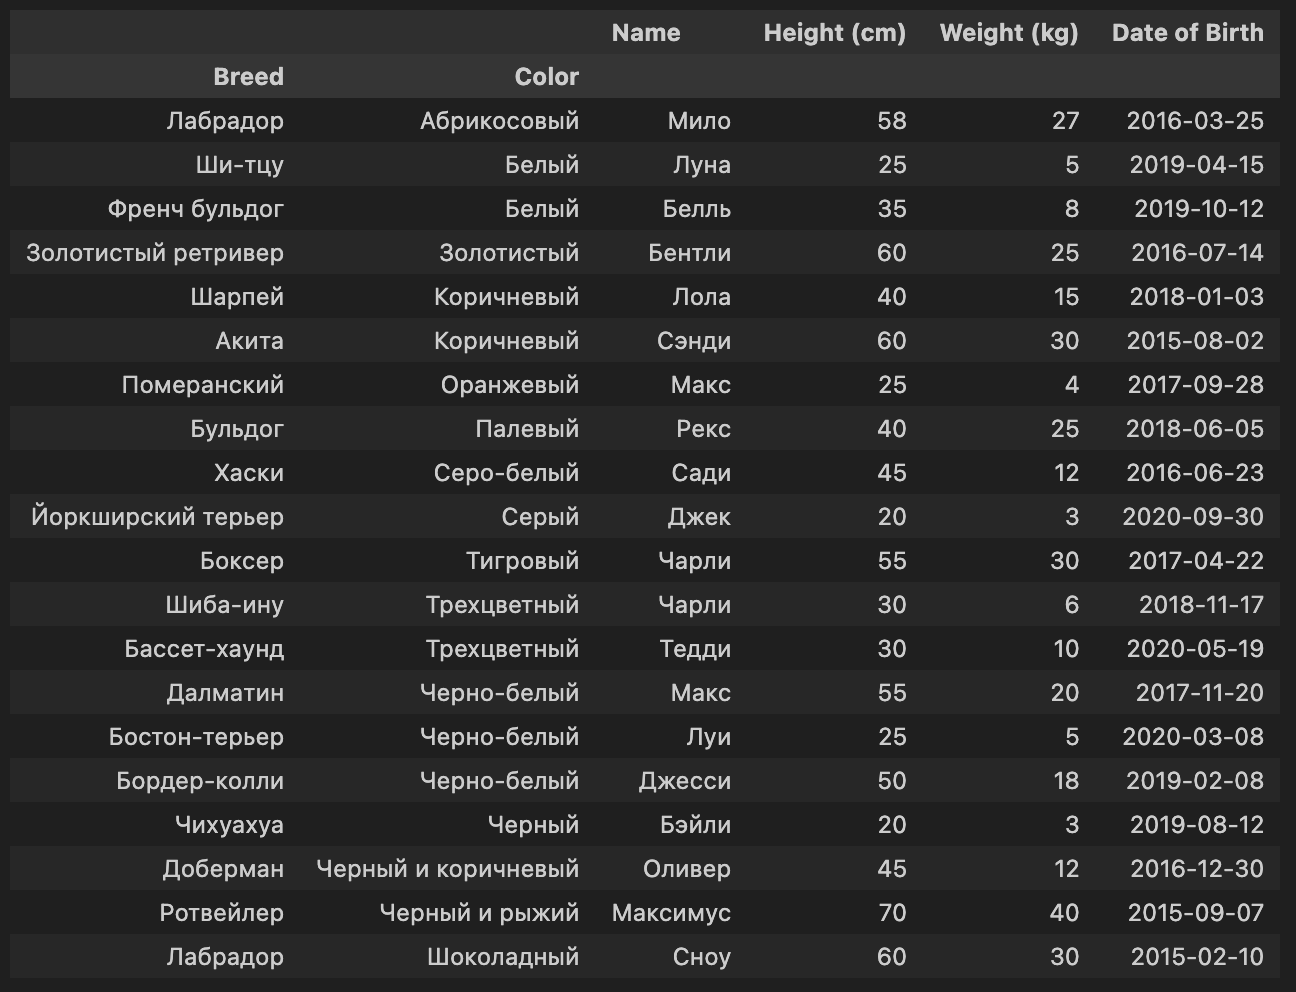 Name Height (cm) Weight (kg) Date of Birth
Breed Color
Лабрадор Абрикосовый Мило 58 27 2016-03-25
Ши-тцу Белый Луна 25 5 2019-04-15
Френч бульдог Белый Белль 35 8 2019-10-12
Золотистый ретривер Золотистый Бентли 60 25 2016-07-14
Шарпей Коричневый Лола 40 15 2018-01-03
Акита Коричневый Сэнди 60 30 2015-08-02
Померанский Оранжевый Макс 25 4 2017-09-28
Бульдог Палевый Рекс 40 25 2018-06-05
Хаски Серо-белый Сади 45 12 2016-06-23
Йоркширский терьер Серый Джек 20 3 2020-09-30
Боксер Тигровый Чарли 55 30 2017-04-22
Шиба-ину Трехцветный Чарли 30 6 2018-11-17
Бассет-хаунд Трехцветный Тедди 30 10 2020-05-19
Далматин Черно-белый Макс 55 20 2017-11-20
Бостон-терьер Черно-белый Луи 25 5 2020-03-08
Бордер-колли Черно-белый Джесси 50 18 2019-02-08
Чихуахуа Черный Бэйли 20 3 2019-08-12
Доберман Черный и коричневый Оливер 45 12 2016-12-30
Ротвейлер Черный и рыжий Максимус 70 40 2015-09-07
Лабрадор Шоколадный Сноу 60 30 2015-02-10